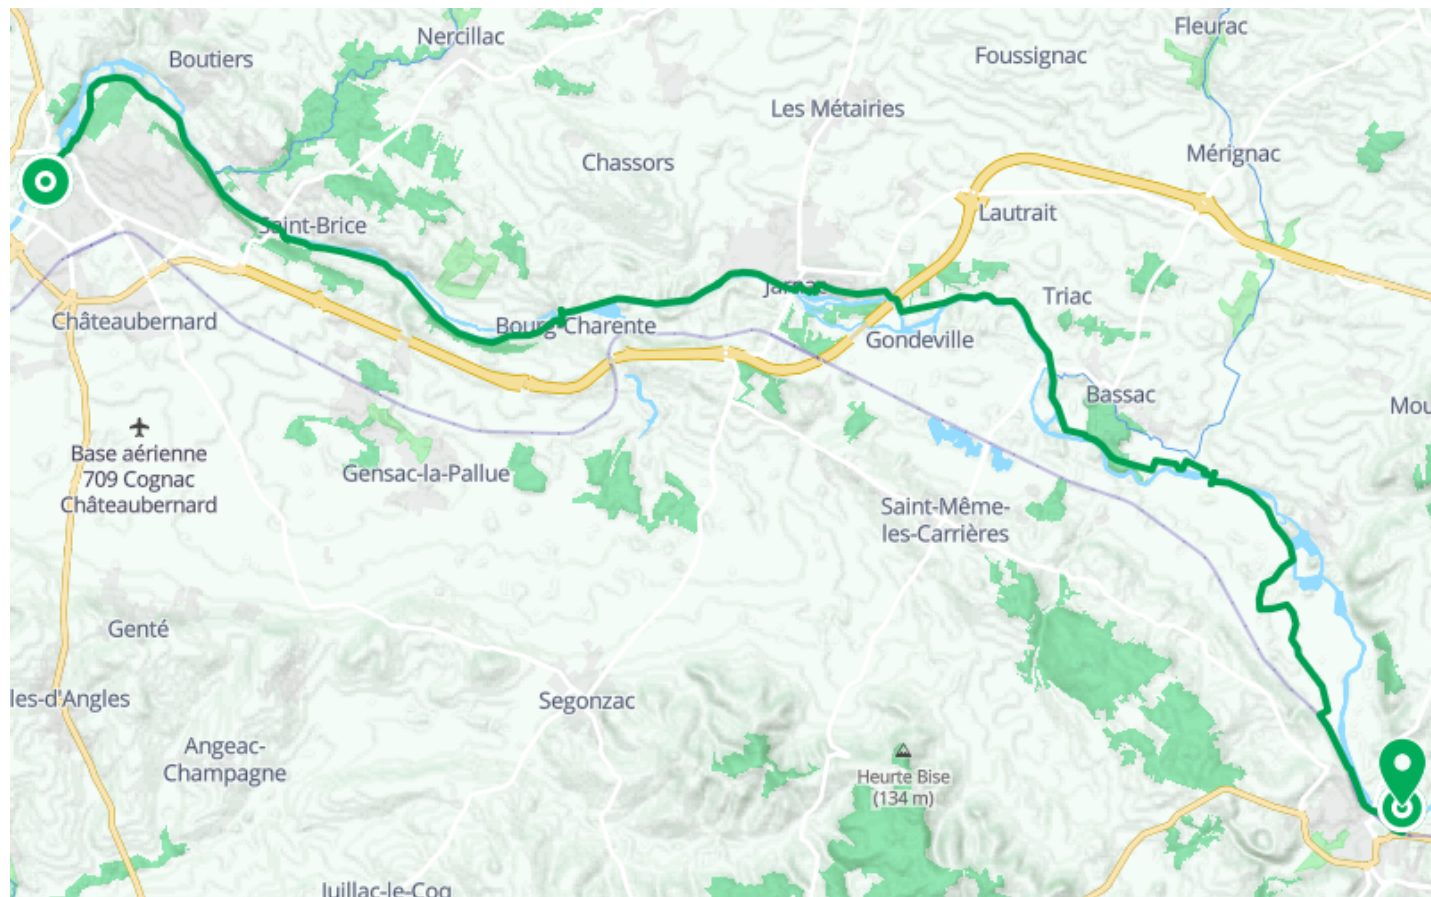 Fleurac
Nercillac
Boutiers
Foussignac
Les Métairies
Mérignac
Chassors
Lautrait
Saint-Brice
Jarnac
Triac
Châteaubernard
Bourg-Charente
Gondeville
Bassac
Mou
Base aérienne
709 Cognac
Châteaubernard
Gensac-la-Pallue
Saint-Même-
les-Carrières
Genté
les-d'Angles
Segonzac
Angeac-
Champagne
Heurte Bise
(134 m)
Juillac-le-Coq